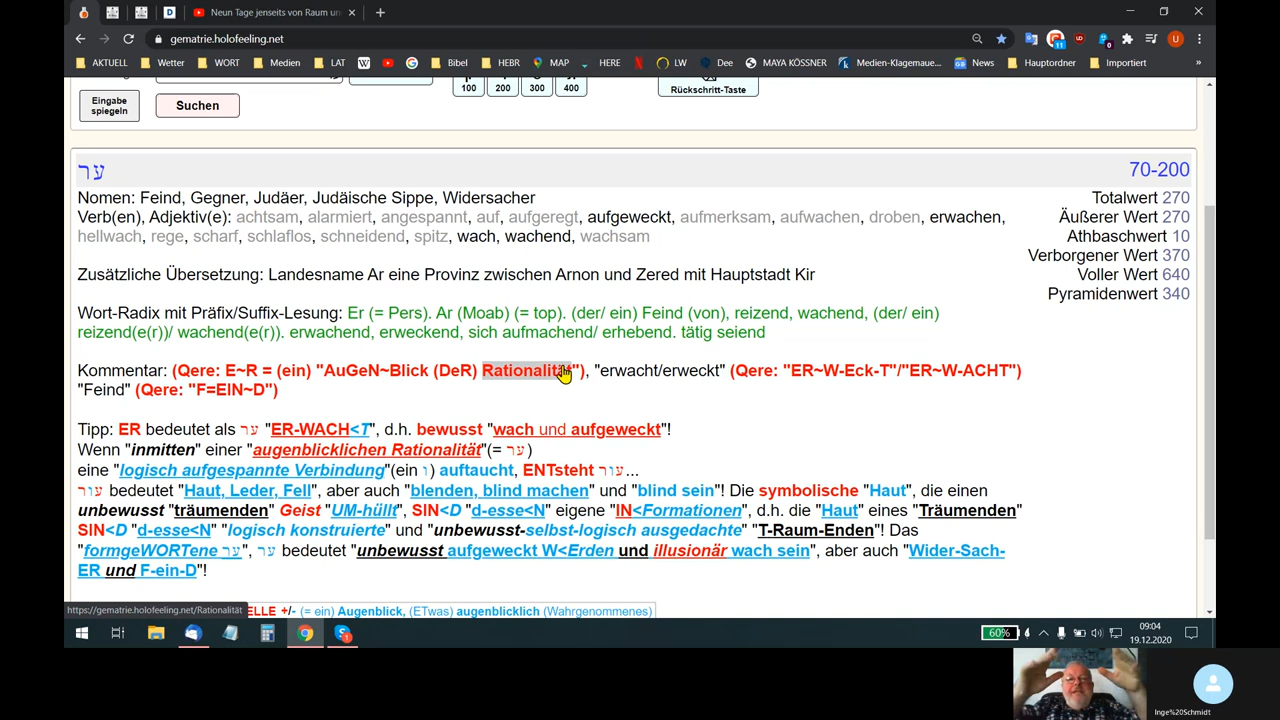 Neun Tage jenseits von Raum un
gematrie.holofeeling.net
AKTUELL Wetter WORT Medien LAT Bibel HEBR MAP HERE LW Dee MAYA KÖSSNER Medien-Klagemaue... News Hauptordner Importiert »
Eingabe spiegeln
Suchen
100 200 300 400
Rückschritt-Taste
ער 70-200
Nomen: Feind, Gegner, Judäer, Judäische Sippe, Widersacher
Totalwert 270
Verb(en), Adjektiv(e): achtsam, alarmiert, angespannt, auf, aufgeregt, aufgeweckt, aufmerksam, aufwachen, droben, erwachen,
Äußerer Wert 270
hellwach, rege, scharf, schlaflos, schneidend, spitz, wach, wachend, wachsam
Athbaschwert 10
Verborgener Wert 370
Zusätzliche Übersetzung: Landesname Ar eine Provinz zwischen Arnon und Zered mit Hauptstadt Kir
Voller Wert 640
Pyramidenwert 340
Wort-Radix mit Präfix/Suffix-Lesung: Er (= Pers). Ar (Moab) (= top). (der/ ein) Feind (von), reizend, wachend, (der/ ein)
reizend(e(r))/ wachend(e(r)). erwachend, erweckend, sich aufmachend/ erhebend. tätig seiend
Kommentar: (Qere: E~R = (ein) "AuGeN~Blick (DeR) Rationalität"), "erwacht/erweckt" (Qere: "ER~W-Eck-T"/"ER~W-ACHT")
"Feind" (Qere: "F=EIN~D")
Tipp: ER bedeutet als ער "ER-WACH<T", d.h. bewusst "wach und aufgeweckt"!
Wenn "inmitten" einer "augenblicklichen Rationalität"(= ער)
eine "logisch aufgespannte Verbindung"(ein ו) auftaucht, ENTsteht עור...
עור bedeutet "Haut, Leder, Fell", aber auch "blenden, blind machen" und "blind sein"! Die symbolische "Haut", die einen
unbewusst "träumenden" Geist "UM-hüllt", SIN<D "d-esse<N" eigene "IN<Formationen", d.h. die "Haut" eines "Träumenden"
SIN<D "d-esse<N" "logisch konstruierte" und "unbewusst-selbst-logisch ausgedachte" "T-Raum-Enden"! Das
"formgeWORTene ער", ער bedeutet "unbewusst aufgeweckt W<Erden und illusionär wach sein", aber auch "Wider-Sach-
ER und F-ein-D"!
https://gematrie.holofeeling.net/Rationalität
ELLE +/- (= ein) Augenblick, (ETwas) augenblicklich (Wahrgenommenes)
60%
09:04
19.12.2020
Inge%20Schmidt